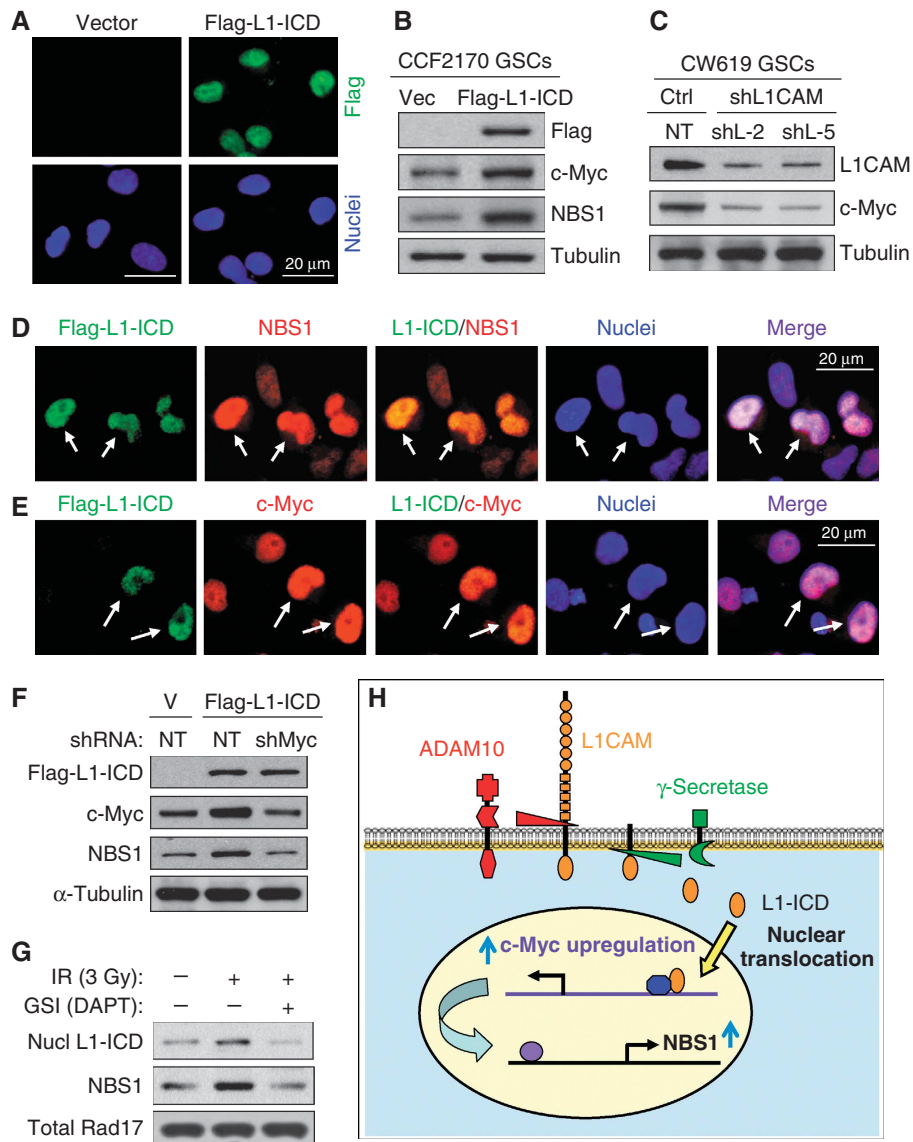 A
Vector
Flag-L1-ICD
Flag
Nuclei
20 μm
B
CCF2170 GSCs
Vec Flag-L1-ICD
Flag
c-Myc
NBS1
Tubulin
C
CW619 GSCs
Ctrl shL1CAM
NT shL-2 shL-5
L1CAM
c-Myc
Tubulin
D
Flag-L1-ICD
NBS1
L1-ICD/NBS1
Nuclei
Merge
20 μm
E
Flag-L1-ICD
c-Myc
L1-ICD/c-Myc
Nuclei
Merge
20 μm
F
V Flag-L1-ICD
shRNA: NT NT shMyc
Flag-L1-ICD
c-Myc
NBS1
α-Tubulin
G
IR (3 Gy): – + +
GSI (DAPT): – – +
Nucl L1-ICD
NBS1
Total Rad17
H
ADAM10
L1CAM
γ-Secretase
L1-ICD
Nuclear
translocation
c-Myc upregulation
NBS1